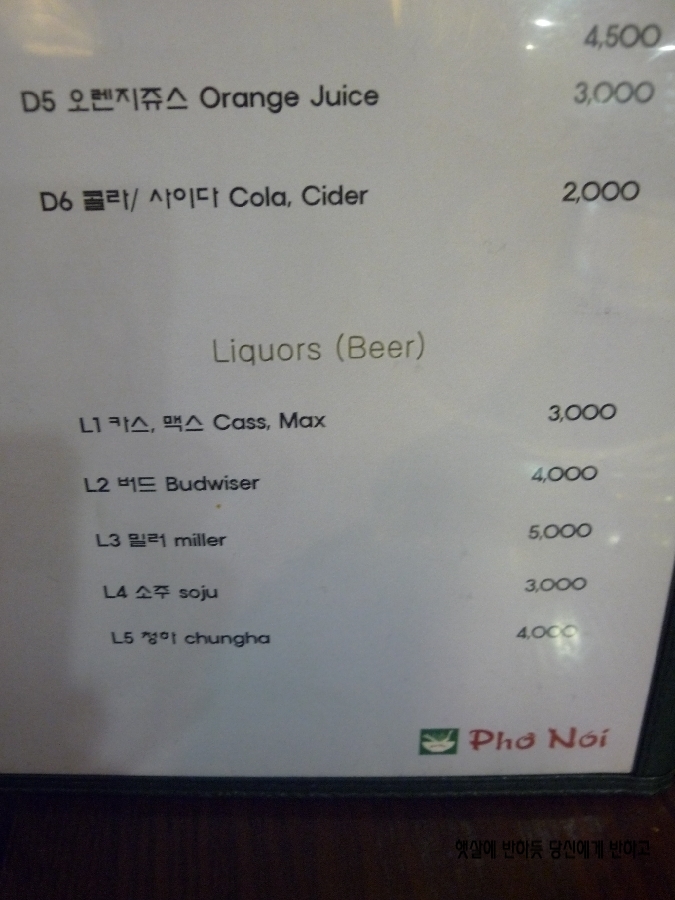 4,500
D5 오렌지쥬스 Orange Juice 3,000
D6 콜라/ 사이다 Cola, Cider 2,000
Liquors (Beer)
L1 카스, 맥스 Cass, Max 3,000
L2 버드 Budwiser 4,000
L3 밀러 miller 5,000
L4 소주 soju 3,000
L5 청하 chungha 4,000
Pho Noi
햇살에 반하듯 당신에게 반하고